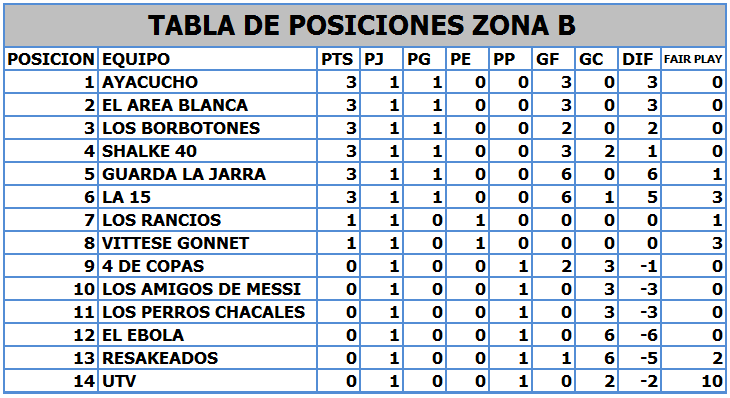 TABLA DE POSICIONES ZONA B
POSICION EQUIPO PTS PJ PG PE PP GF GC DIF FAIR PLAY
1 AYACUCHO 3 1 1 0 0 3 0 3 0
2 EL AREA BLANCA 3 1 1 0 0 3 0 3 0
3 LOS BORBOTONES 3 1 1 0 0 2 0 2 0
4 SHALKE 40 3 1 1 0 0 3 2 1 0
5 GUARDA LA JARRA 3 1 1 0 0 6 0 6 1
6 LA 15 3 1 1 0 0 6 1 5 3
7 LOS RANCIOS 1 1 0 1 0 0 0 0 1
8 VITTESE GONNET 1 1 0 1 0 0 0 0 3
9 4 DE COPAS 0 1 0 0 1 2 3 -1 0
10 LOS AMIGOS DE MESSI 0 1 0 0 1 0 3 -3 0
11 LOS PERROS CHACALES 0 1 0 0 1 0 3 -3 0
12 EL EBOLA 0 1 0 0 1 0 6 -6 0
13 RESAKEADOS 0 1 0 0 1 1 6 -5 2
14 UTV 0 1 0 0 1 0 2 -2 10